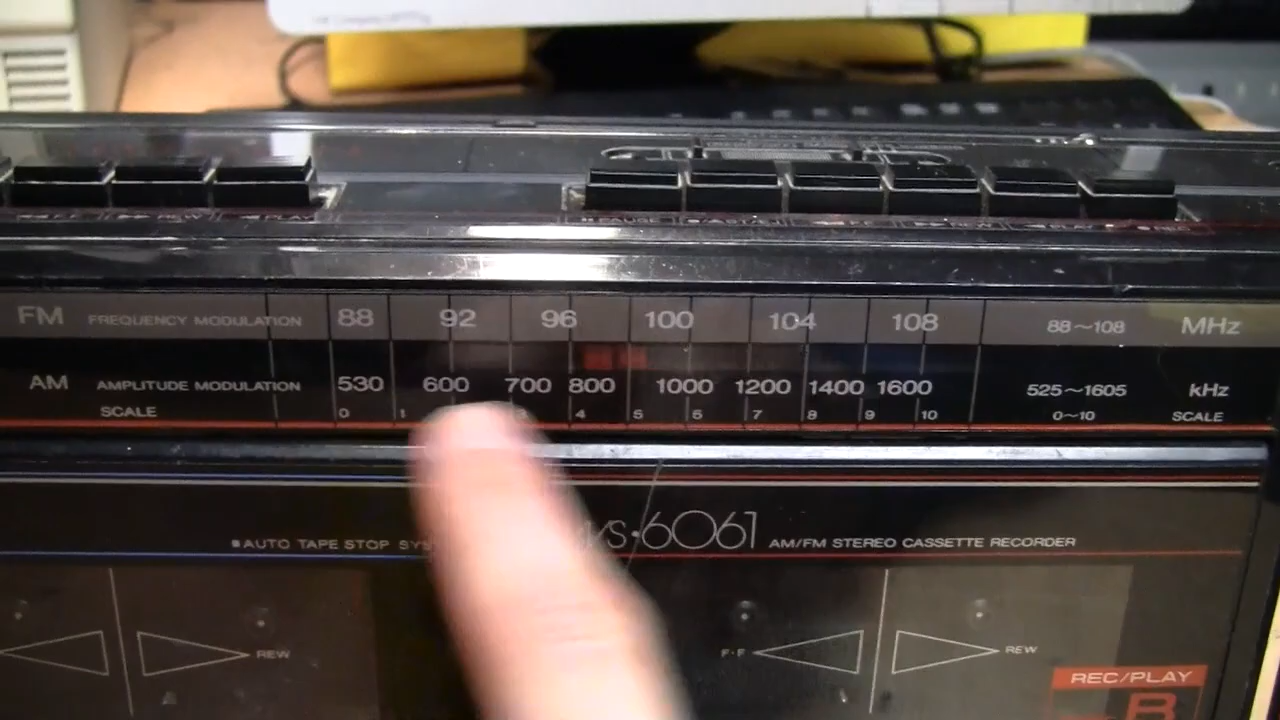 FM FREQUENCY MODULATION 88 92 96 100 104 108 88~108 MHz
AM AMPLITUDE MODULATION 530 600 700 800 1000 1200 1400 1600 525~1605 kHz
SCALE 0 1 4 5 6 7 8 9 10 0~10 SCALE
AUTO TAPE STOP 6061 AM/FM STEREO CASSETTE RECORDER
REW F·F REW
REC/PLAY
B